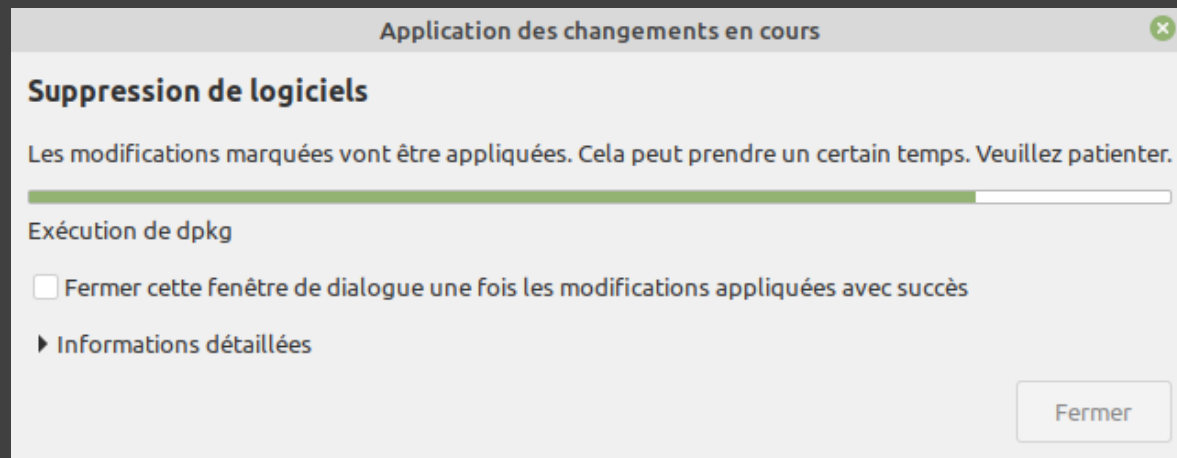 Application des changements en cours
Suppression de logiciels
Les modifications marquées vont être appliquées. Cela peut prendre un certain temps. Veuillez patienter.
Exécution de dpkg
Fermer cette fenêtre de dialogue une fois les modifications appliquées avec succès
Informations détaillées
Fermer